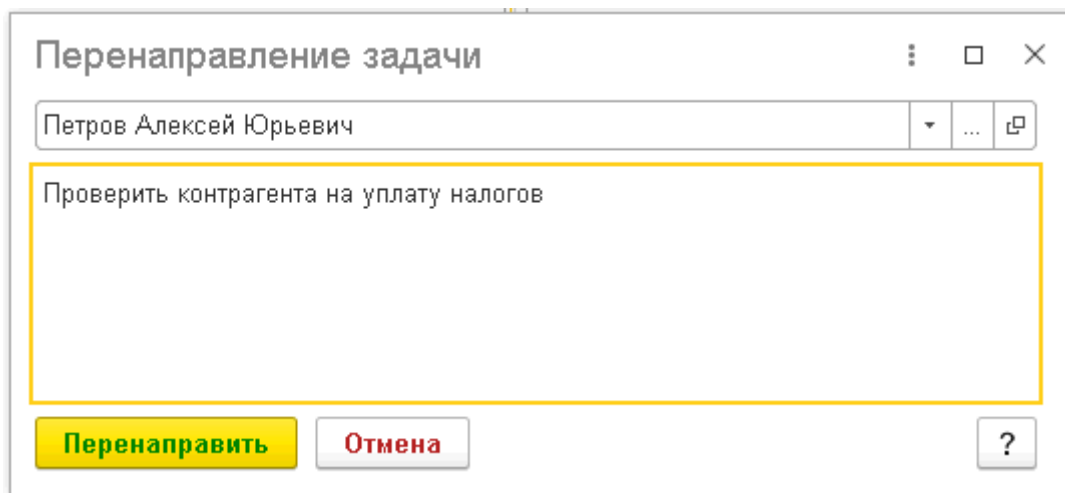 Перенаправление задачи
Петров Алексей Юрьевич
...
Проверить контрагента на уплату налогов
Перенаправить
Отмена
?